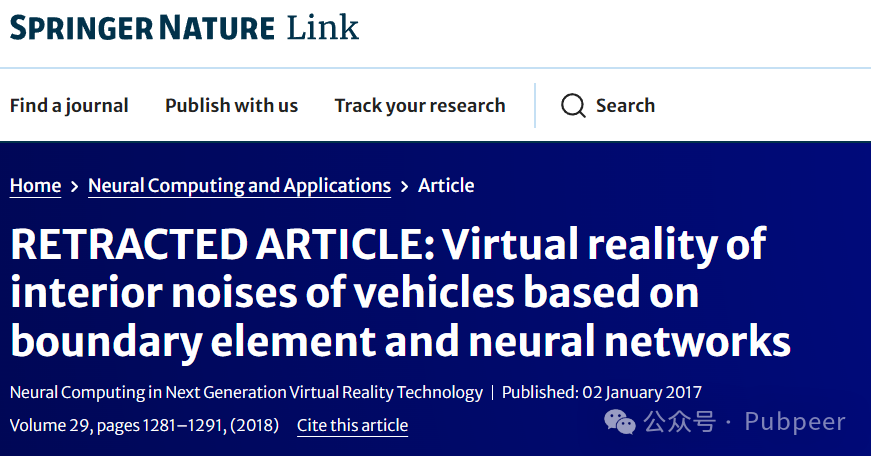 SPRINGER NATURE Link
Find a journal Publish with us Track your research Search
Home > Neural Computing and Applications > Article
RETRACTED ARTICLE: Virtual reality of
interior noises of vehicles based on
boundary element and neural networks
Neural Computing in Next Generation Virtual Reality Technology | Published: 02 January 2017
Volume 29, pages 1281–1291, (2018) Cite this article
公众号 · Pubpeer